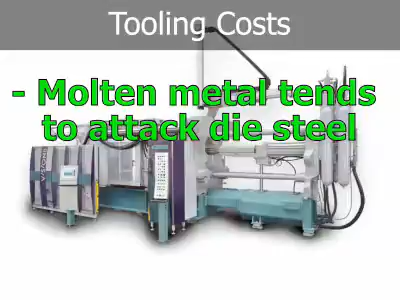 Tooling Costs
- Molten metal tends
to attack die steel